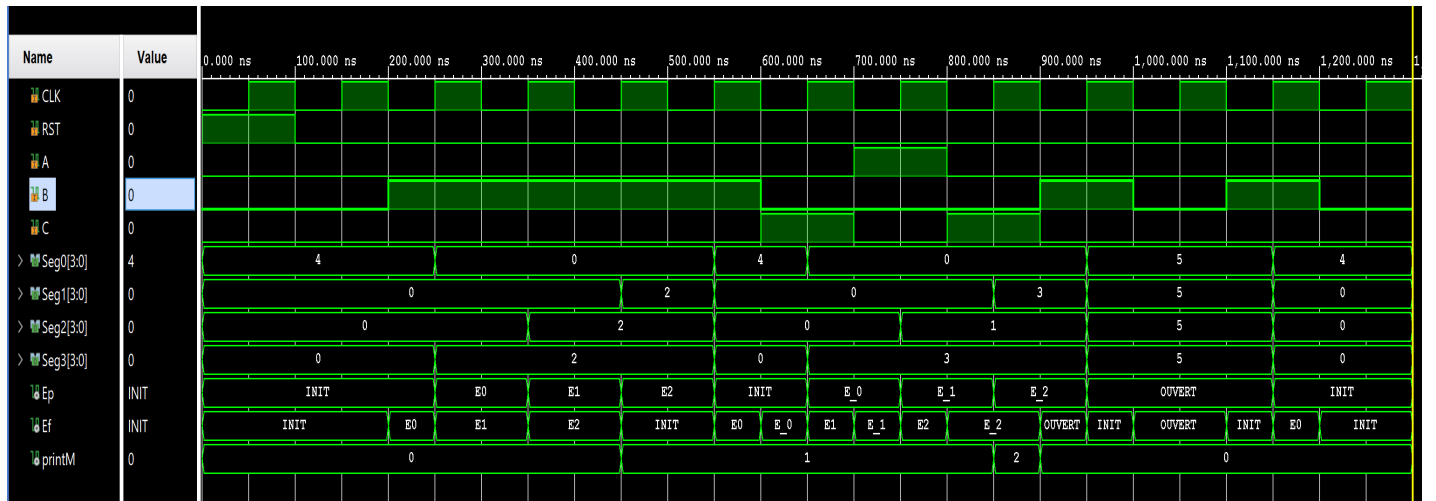 Name Value 0.000 ns 100.000 ns 200.000 ns 300.000 ns 400.000 ns 500.000 ns 600.000 ns 700.000 ns 800.000 ns 900.000 ns 1,000.000 ns 1,100.000 ns 1,200.000 ns 1
CLK 0
RST 0
A 0
B 0
C 0
Seg0[3:0] 4 4 0 4 0 5 4
Seg1[3:0] 0 0 2 0 3 5 0
Seg2[3:0] 0 0 2 0 1 5 0
Seg3[3:0] 0 0 2 0 3 5 0
Ep INIT INIT E0 E1 E2 INIT E_0 E_1 E_2 OUVERT INIT
Ef INIT INIT E0 E1 E2 INIT E0 E_0 E1 E_1 E2 E_2 OUVERT INIT OUVERT INIT E0 INIT
printM 0 0 1 2 0